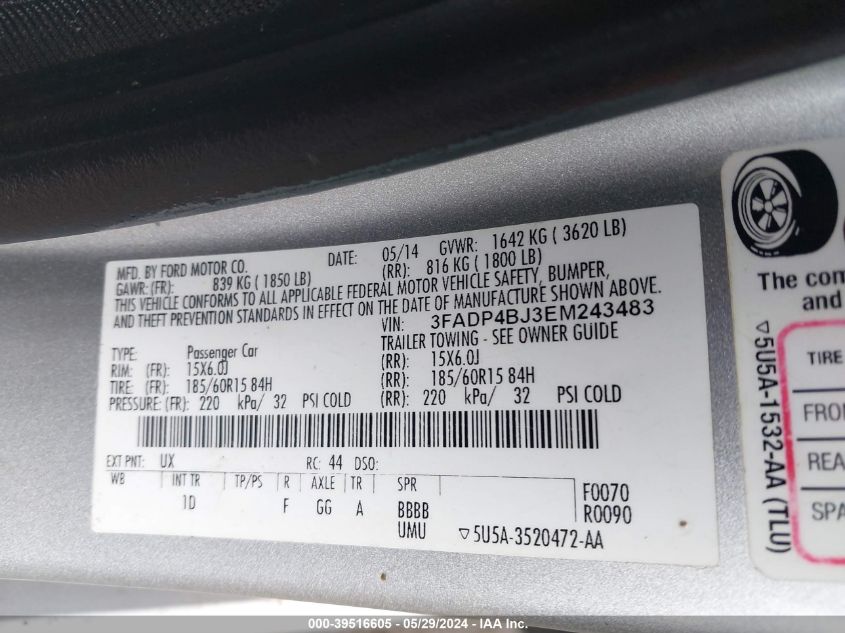 MFD. BY FORD MOTOR CO. DATE: 05/14 GVWR: 1642 KG ( 3620 LB)
GAWR: (FR): 839 KG ( 1850 LB) (RR): 816 KG ( 1800 LB)
THIS VEHICLE CONFORMS TO ALL APPLICABLE FEDERAL MOTOR VEHICLE SAFETY, BUMPER,
AND THEFT PREVENTION STANDARDS IN EFFECT ON THE DATE OF MANUFACTURE SHOWN ABOVE.
VIN: 3FADP4BJ3EM243483
TYPE: Passenger Car TRAILER TOWING - SEE OWNER GUIDE
RIM: (FR): 15X6.0J (RR): 15X6.0J
TIRE: (FR): 185/60R15 84H (RR): 185/60R15 84H
PRESSURE: (FR): 220 kPa/ 32 PSI COLD (RR): 220 kPa/ 32 PSI COLD
EXT PNT: UX RC: 44 DSO:
WB INT TR TP/PS R AXLE TR SPR
1D F GG A BBBB F0070
UMU R0090
▽5U5A-3520472-AA
The com
and
▽5U5A-1532-AA (TLU)
TIRE
FRON
REA
SPA
000-39516605 - 05/29/2024 - IAA Inc.